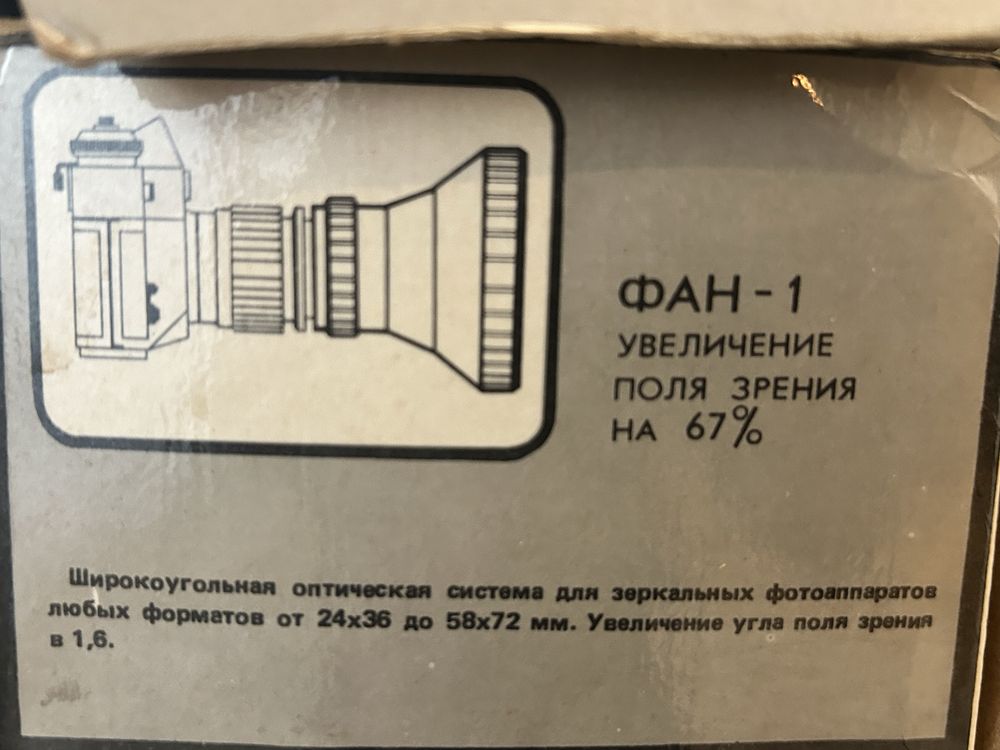 ФАН - 1
УВЕЛИЧЕНИЕ
ПОЛЯ ЗРЕНИЯ
НА 67%
Широкоугольная оптическая система для зеркальных фотоаппаратов
любых форматов от 24х36 до 58х72 мм. Увеличение угла поля зрения
в 1,6.